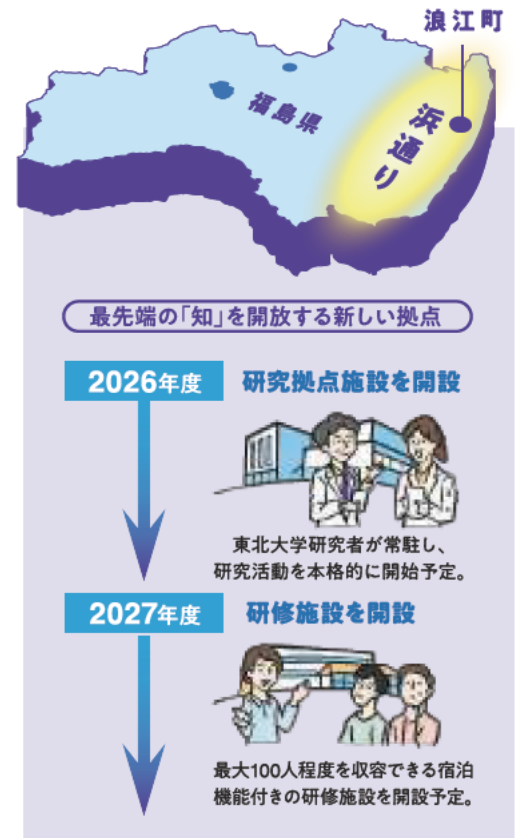 浪江町
福島県
浜通り
最先端の「知」を開放する新しい拠点
2026年度 研究拠点施設を開設
東北大学研究者が常駐し、
研究活動を本格的に開始予定。
2027年度 研修施設を開設
最大100人程度を収容できる宿泊
機能付きの研修施設を開設予定。